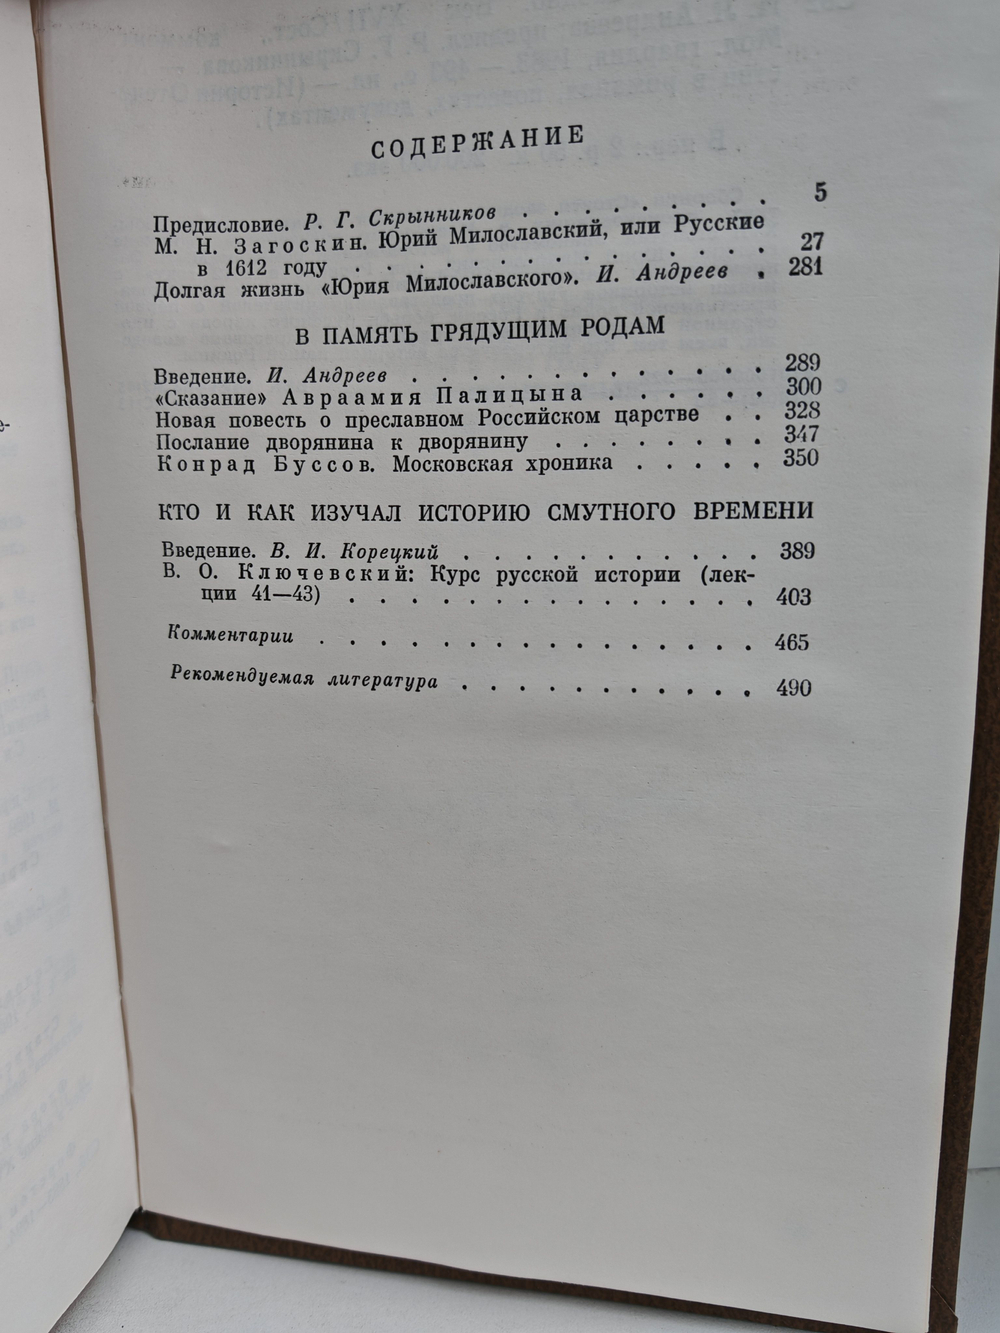 СОДЕРЖАНИЕ
Предисловие. Р. Г. Скрынников . . . . . . . . . 5
М. Н. Загоскин. Юрий Милославский, или Русские
в 1612 году . . . . . . . . . . . . . . 27
Долгая жизнь «Юрия Милославского». И. Андреев . 281
В ПАМЯТЬ ГРЯДУЩИМ РОДАМ
Введение. И. Андреев . . . . . . . . . . . . . 289
«Сказание» Авраамия Палицына . . . . . . 300
Новая повесть о преславном Российском царстве . . 328
Послание дворянина к дворянину . . . . . . . . 347
Конрад Буссов. Московская хроника . . . . . 350
КТО И КАК ИЗУЧАЛ ИСТОРИЮ СМУТНОГО ВРЕМЕНИ
Введение. В. И. Корецкий . . . . . . . . . . . 389
В. О. Ключевский: Курс русской истории (лек-
ции 41—43) . . . . . . . . . . . . . . 403
Комментарии . . . . . . . . . . . . . . 465
Рекомендуемая литература . . . . . . . . . . 490